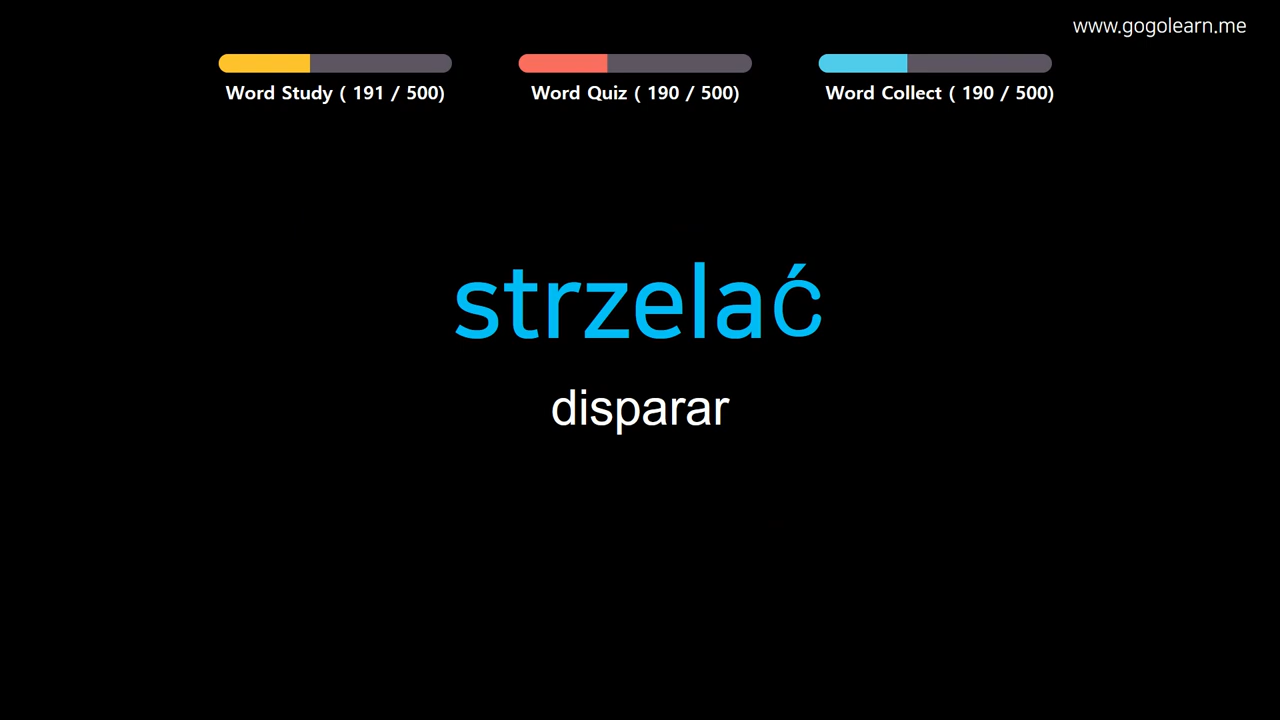 www.gogolearn.me
Word Study ( 191 / 500)
Word Quiz ( 190 / 500)
Word Collect ( 190 / 500)
strzelać
disparar